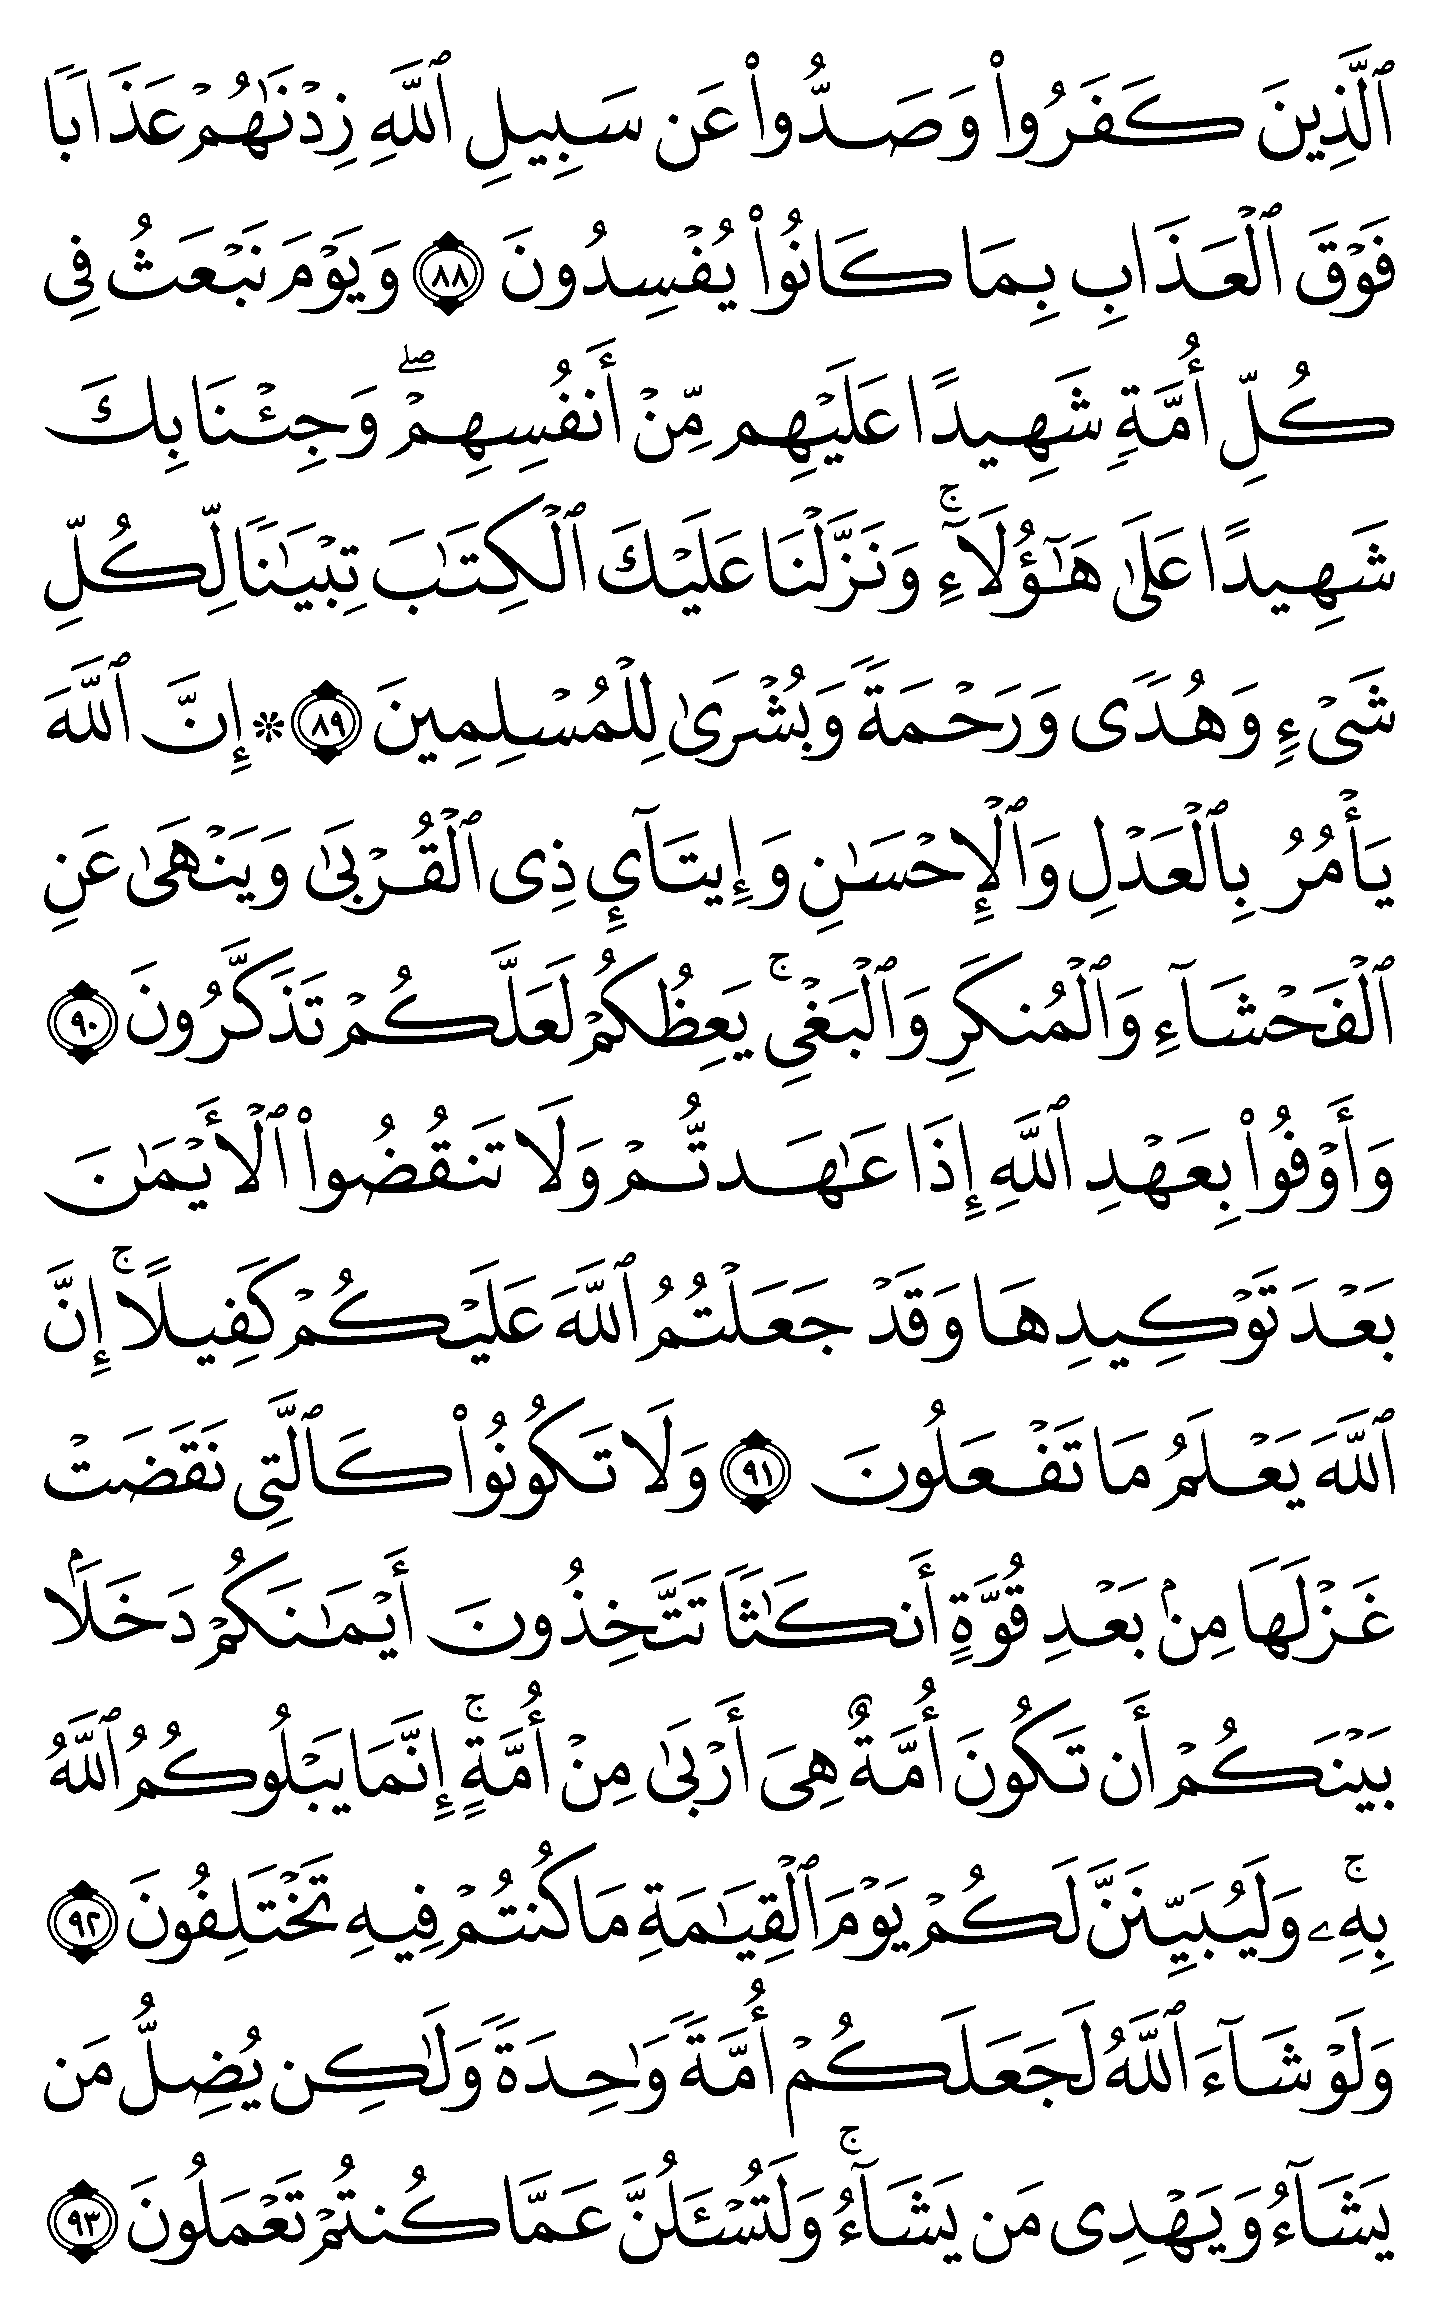 ٱلَّذِينَ كَفَرُوا۟ وَصَدُّوا۟ عَن سَبِيلِ ٱللَّهِ زِدْنَـٰهُمْ عَذَابًا
فَوْقَ ٱلْعَذَابِ بِمَا كَانُوا۟ يُفْسِدُونَ ٨٨ وَيَوْمَ نَبْعَثُ فِى
كُلِّ أُمَّةٍ شَهِيدًا عَلَيْهِم مِّنْ أَنفُسِهِمْ ۖ وَجِئْنَا بِكَ
شَهِيدًا عَلَىٰ هَـٰٓؤُلَآءِ ۚ وَنَزَّلْنَا عَلَيْكَ ٱلْكِتَـٰبَ تِبْيَـٰنًا لِّكُلِّ
شَىْءٍ وَهُدًى وَرَحْمَةً وَبُشْرَىٰ لِلْمُسْلِمِينَ ٨٩ ۞ إِنَّ ٱللَّهَ
يَأْمُرُ بِٱلْعَدْلِ وَٱلْإِحْسَـٰنِ وَإِيتَآئِ ذِى ٱلْقُرْبَىٰ وَيَنْهَىٰ عَنِ
ٱلْفَحْشَآءِ وَٱلْمُنكَرِ وَٱلْبَغْىِ ۚ يَعِظُكُمْ لَعَلَّكُمْ تَذَكَّرُونَ ٩٠
وَأَوْفُوا۟ بِعَهْدِ ٱللَّهِ إِذَا عَـٰهَدتُّمْ وَلَا تَنقُضُوا۟ ٱلْأَيْمَـٰنَ
بَعْدَ تَوْكِيدِهَا وَقَدْ جَعَلْتُمُ ٱللَّهَ عَلَيْكُمْ كَفِيلًا ۚ إِنَّ
ٱللَّهَ يَعْلَمُ مَا تَفْعَلُونَ ٩١ وَلَا تَكُونُوا۟ كَٱلَّتِى نَقَضَتْ
غَزْلَهَا مِنۢ بَعْدِ قُوَّةٍ أَنكَـٰثًا تَتَّخِذُونَ أَيْمَـٰنَكُمْ دَخَلًۢا
بَيْنَكُمْ أَن تَكُونَ أُمَّةٌ هِىَ أَرْبَىٰ مِنْ أُمَّةٍ ۚ إِنَّمَا يَبْلُوكُمُ ٱللَّهُ
بِهِۦ ۚ وَلَيُبَيِّنَنَّ لَكُمْ يَوْمَ ٱلْقِيَـٰمَةِ مَا كُنتُمْ فِيهِ تَخْتَلِفُونَ ٩٢
وَلَوْ شَآءَ ٱللَّهُ لَجَعَلَكُمْ أُمَّةً وَٰحِدَةً وَلَـٰكِن يُضِلُّ مَن
يَشَآءُ وَيَهْدِى مَن يَشَآءُ ۚ وَلَتُسْـَٔلُنَّ عَمَّا كُنتُمْ تَعْمَلُونَ ٩٣